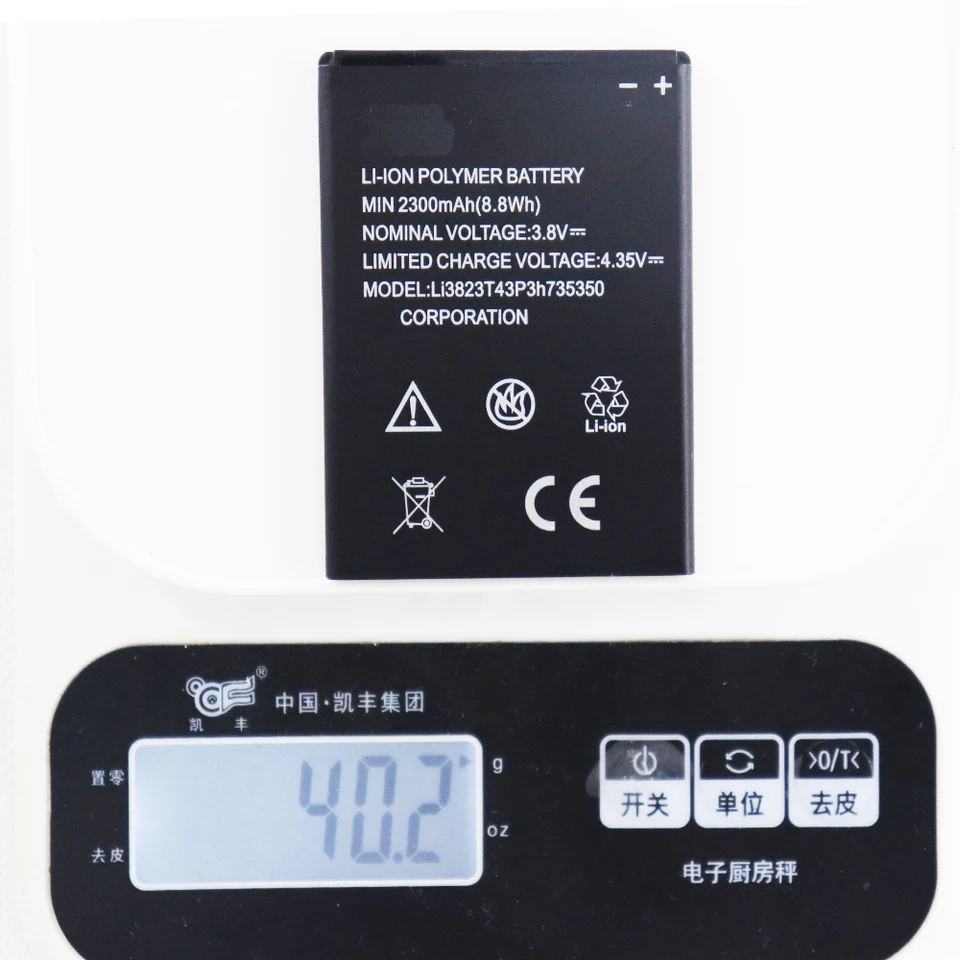 − +
LI-ION POLYMER BATTERY
MIN 2300mAh(8.8Wh)
NOMINAL VOLTAGE:3.8V⎓
LIMITED CHARGE VOLTAGE:4.35V⎓
MODEL:Li3823T43P3h735350
CORPORATION
Li-ion
CE
®
凯丰
中国·凯丰集团
置零
去皮
40.2
g
oz
>0/T<
开关
单位
去皮
电子厨房秤